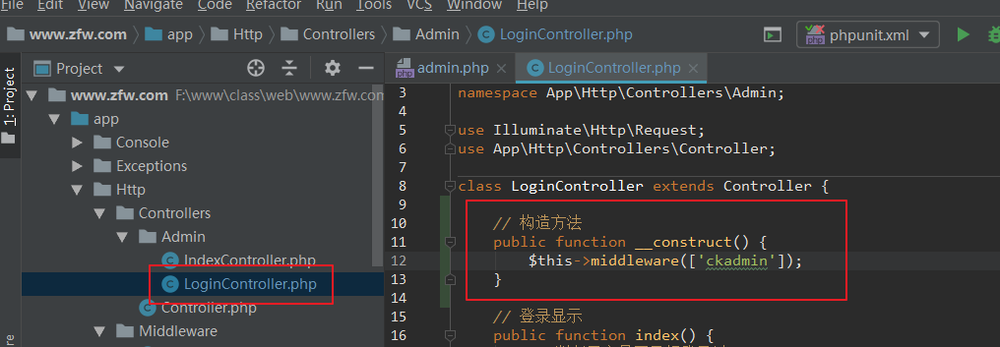 File Edit View Navigate Code Refactor Run Tools VCS Window Help
www.zfw.com app Http Controllers Admin LoginController.php phpunit.xml
1: Project
Project
www.zfw.com F:\www\class\web\www.zfw.com
app
Console
Exceptions
Http
Controllers
Admin
IndexController.php
LoginController.php
Controller.php
Middleware
admin.php LoginController.php
3 namespace App\Http\Controllers\Admin;
4
5 use Illuminate\Http\Request;
6 use App\Http\Controllers\Controller;
7
8 class LoginController extends Controller {
9
10 // 构造方法
11 public function __construct() {
12 $this->middleware(['ckadmin']);
13 }
14
15 // 登录显示
16 public function index() {